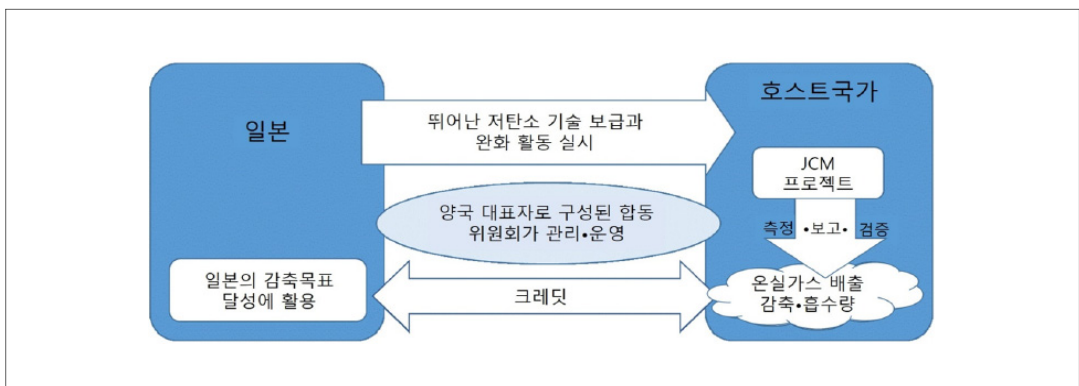 일본
호스트국가
뛰어난 저탄소 기술 보급과
완화 활동 실시
JCM
프로젝트
양국 대표자로 구성된 합동
위원회가 관리•운영
측정 •보고• 검증
일본의 감축목표
달성에 활용
크레딧
온실가스 배출
감축•흡수량